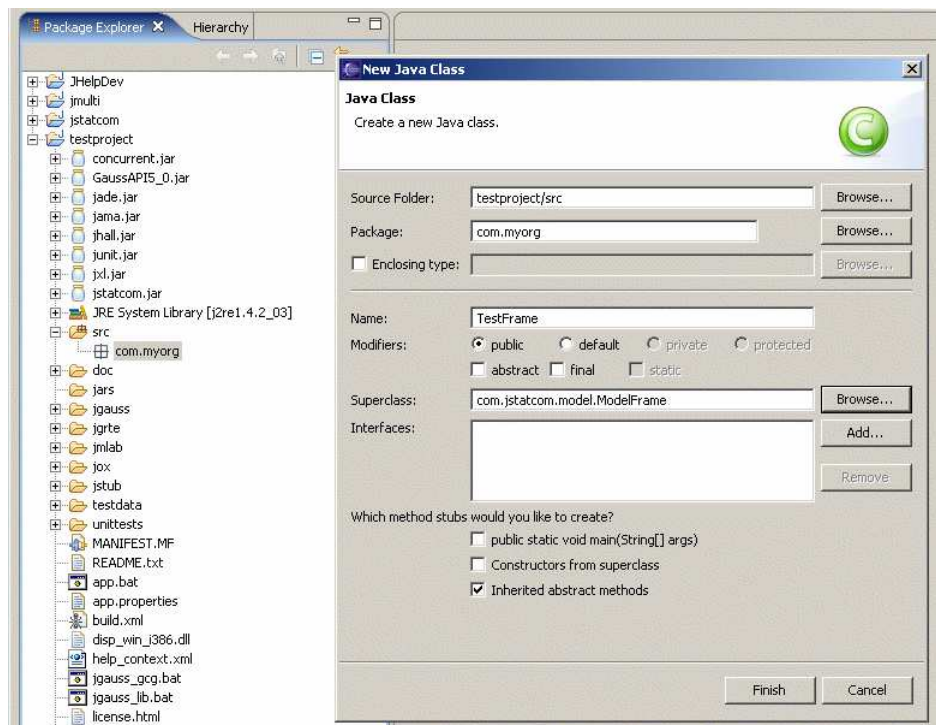 Package Explorer
Hierarchy
JHelpDev
jmulti
jstatcom
testproject
concurrent.jar
GaussAPI5_0.jar
jade.jar
jama.jar
jhall.jar
junit.jar
jxl.jar
jstatcom.jar
JRE System Library [j2re1.4.2_03]
src
com.myorg
doc
jars
jgauss
jgrte
jmlab
jox
jstub
testdata
unittests
MANIFEST.MF
README.txt
app.bat
app.properties
build.xml
disp_win_i386.dll
help_context.xml
jgauss_gcg.bat
jgauss_lib.bat
license.html
New Java Class
Java Class
Create a new Java class.
C
Source Folder: testproject/src Browse...
Package: com.myorg Browse...
Enclosing type: Browse...
Name: TestFrame
Modifiers: public default private protected
abstract final static
Superclass: com.jstatcom.model.ModelFrame Browse...
Interfaces: Add...
Remove
Which method stubs would you like to create?
public static void main(String[] args)
Constructors from superclass
Inherited abstract methods
Finish Cancel